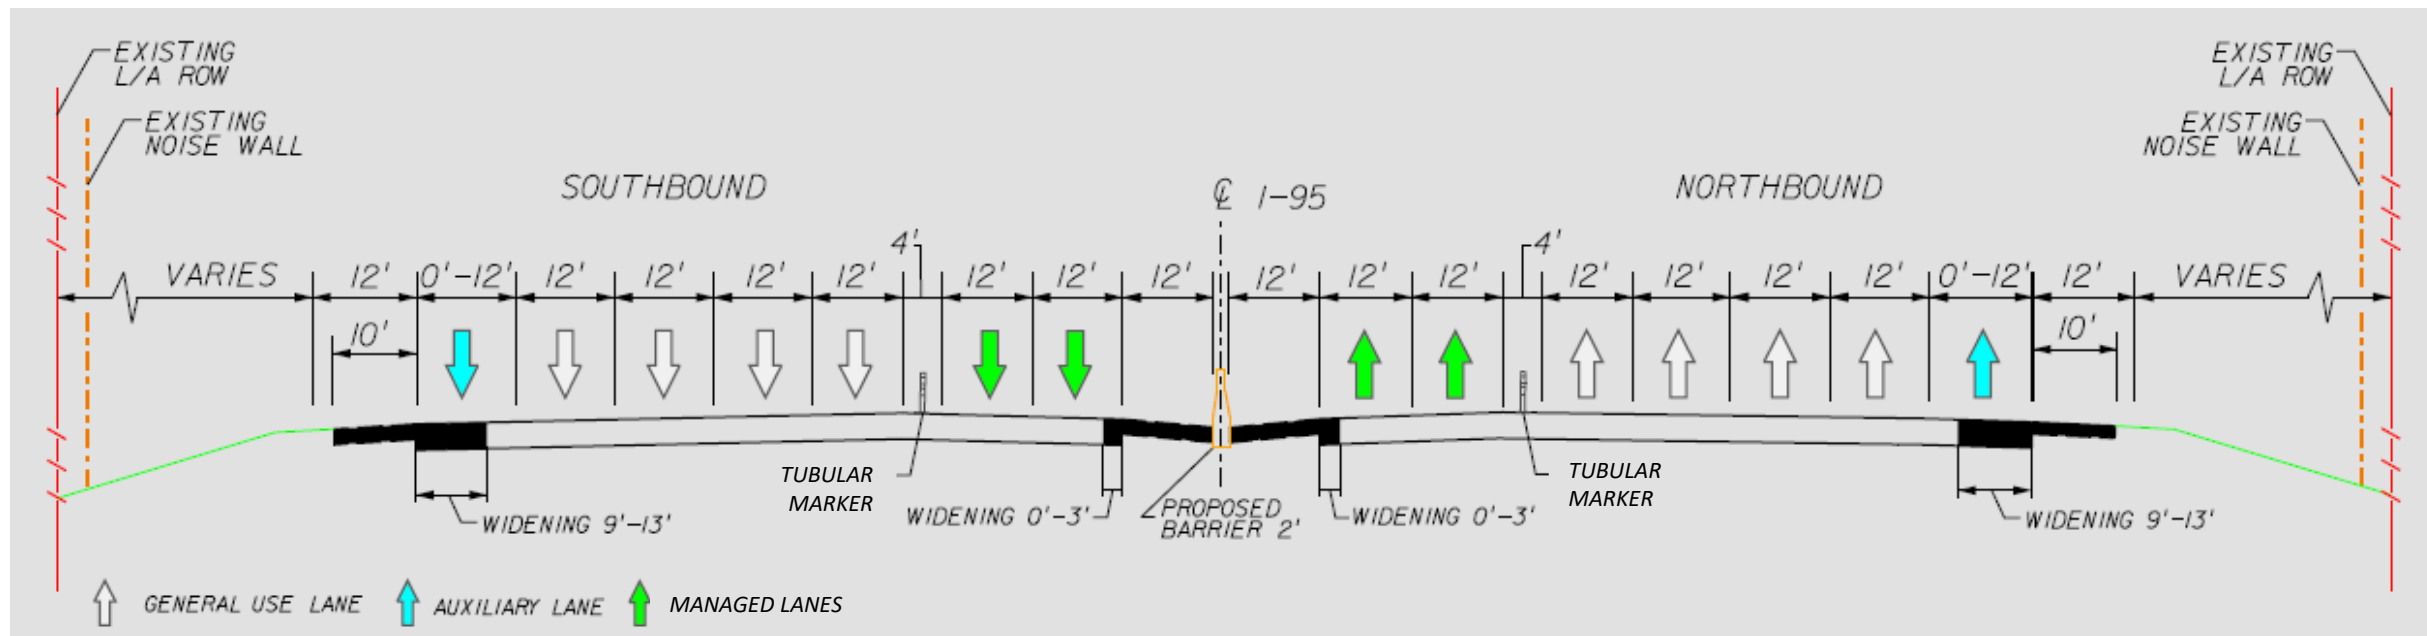 EXISTING
L/A ROW
EXISTING
L/A ROW
EXISTING
NOISE WALL
EXISTING
NOISE WALL
SOUTHBOUND
℄ I-95
NORTHBOUND
4'
4'
VARIES
12'
0'-12'
12'
12'
12'
12'
12'
12'
12'
12'
12'
12'
12'
12'
12'
12'
0'-12'
12'
VARIES
10'
10'
TUBULAR
MARKER
TUBULAR
MARKER
WIDENING 9'-13'
WIDENING 0'-3'
PROPOSED
BARRIER 2'
WIDENING 0'-3'
WIDENING 9'-13'
GENERAL USE LANE
AUXILIARY LANE
MANAGED LANES